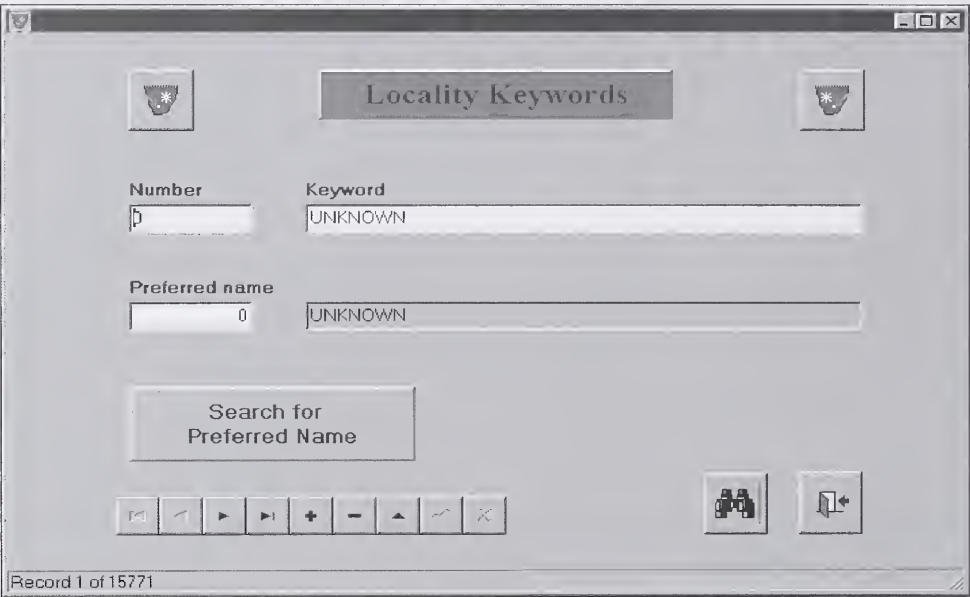 Locality Keywords
Number Keyword
0 UNKNOWN
Preferred name
0 UNKNOWN
Search for
Preferred Name
Record 1 of 15771